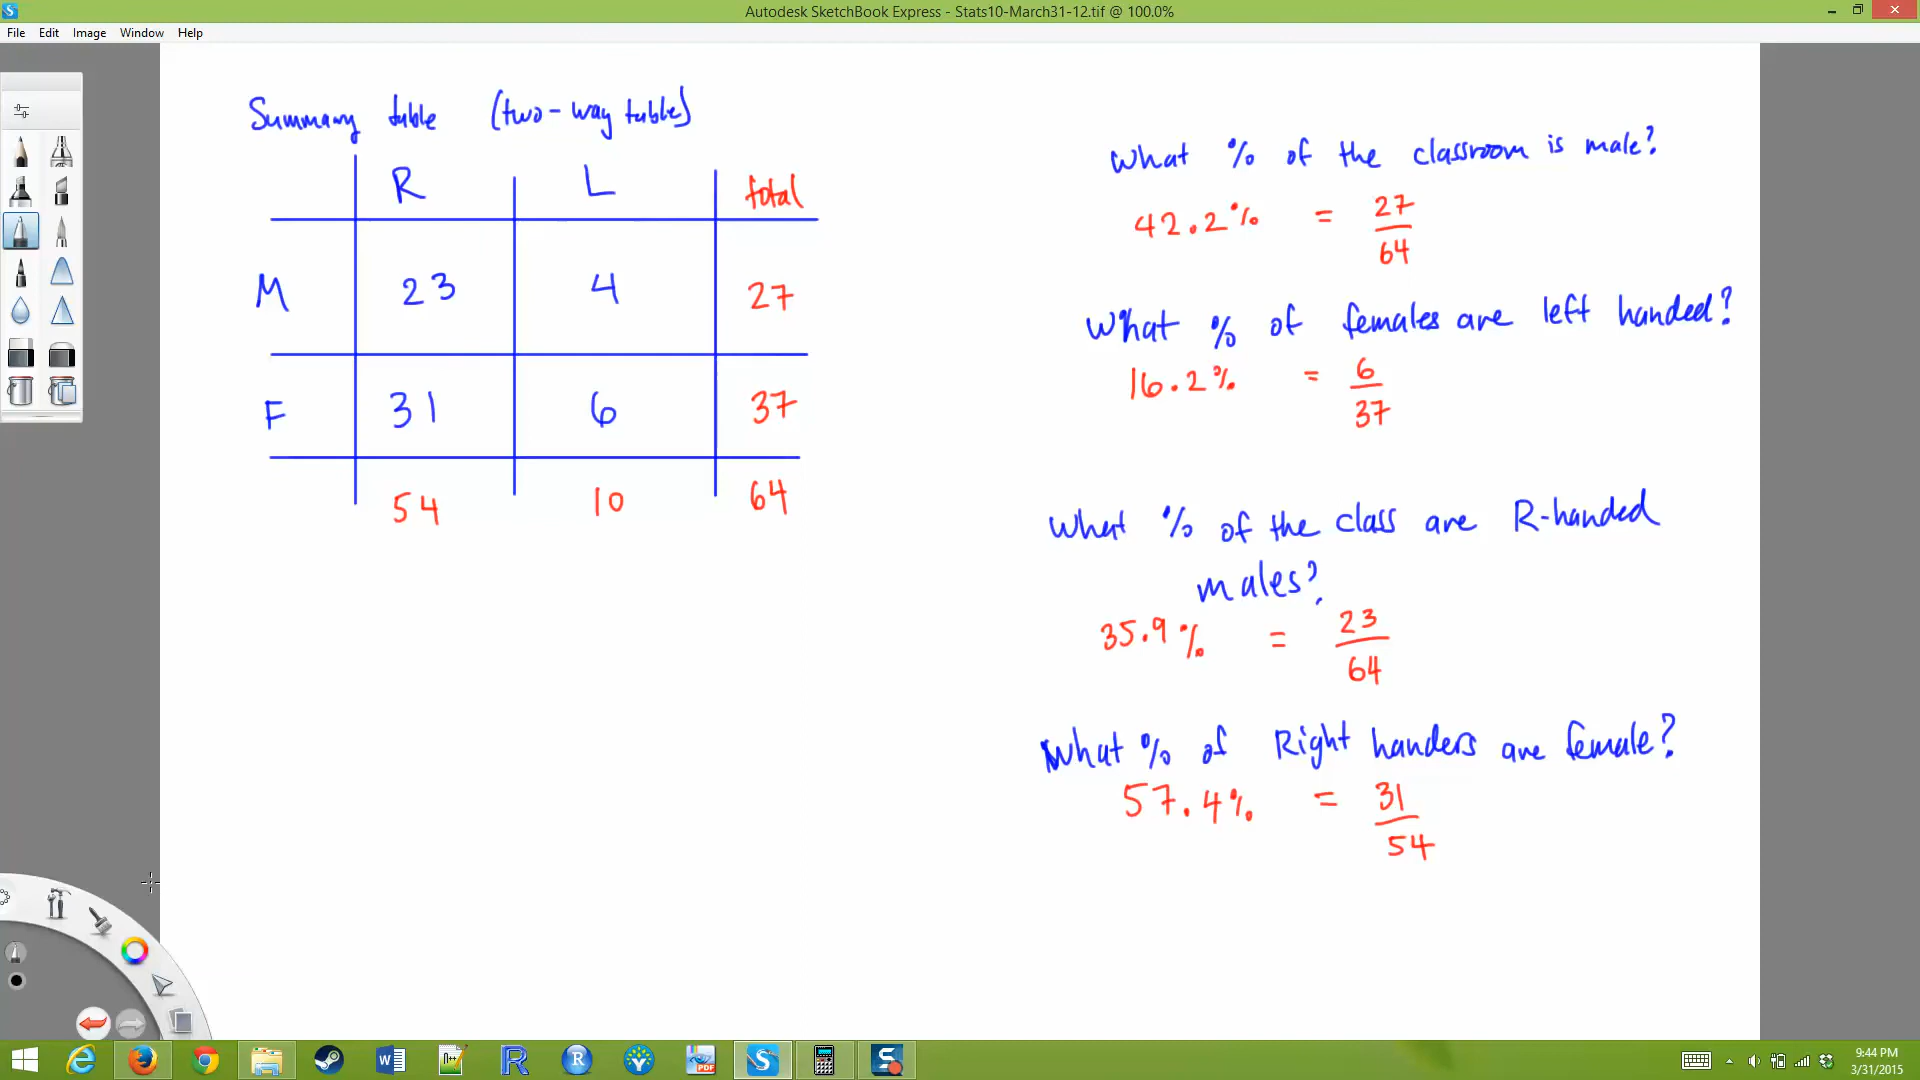 Autodesk SketchBook Express - Stats10-March31-12.tif @ 100.0%
File Edit Image Window Help
Summary table (two-way table)
R L total
M 23 4 27
F 31 6 37
54 10 64
What % of the classroom is male?
42.2% = 27
64
What % of females are left handed?
16.2% = 6
37
What % of the class are R-handed
males?
35.9% = 23
64
What % of Right handers are female?
57.4% = 31
54
9:44 PM
3/31/2015